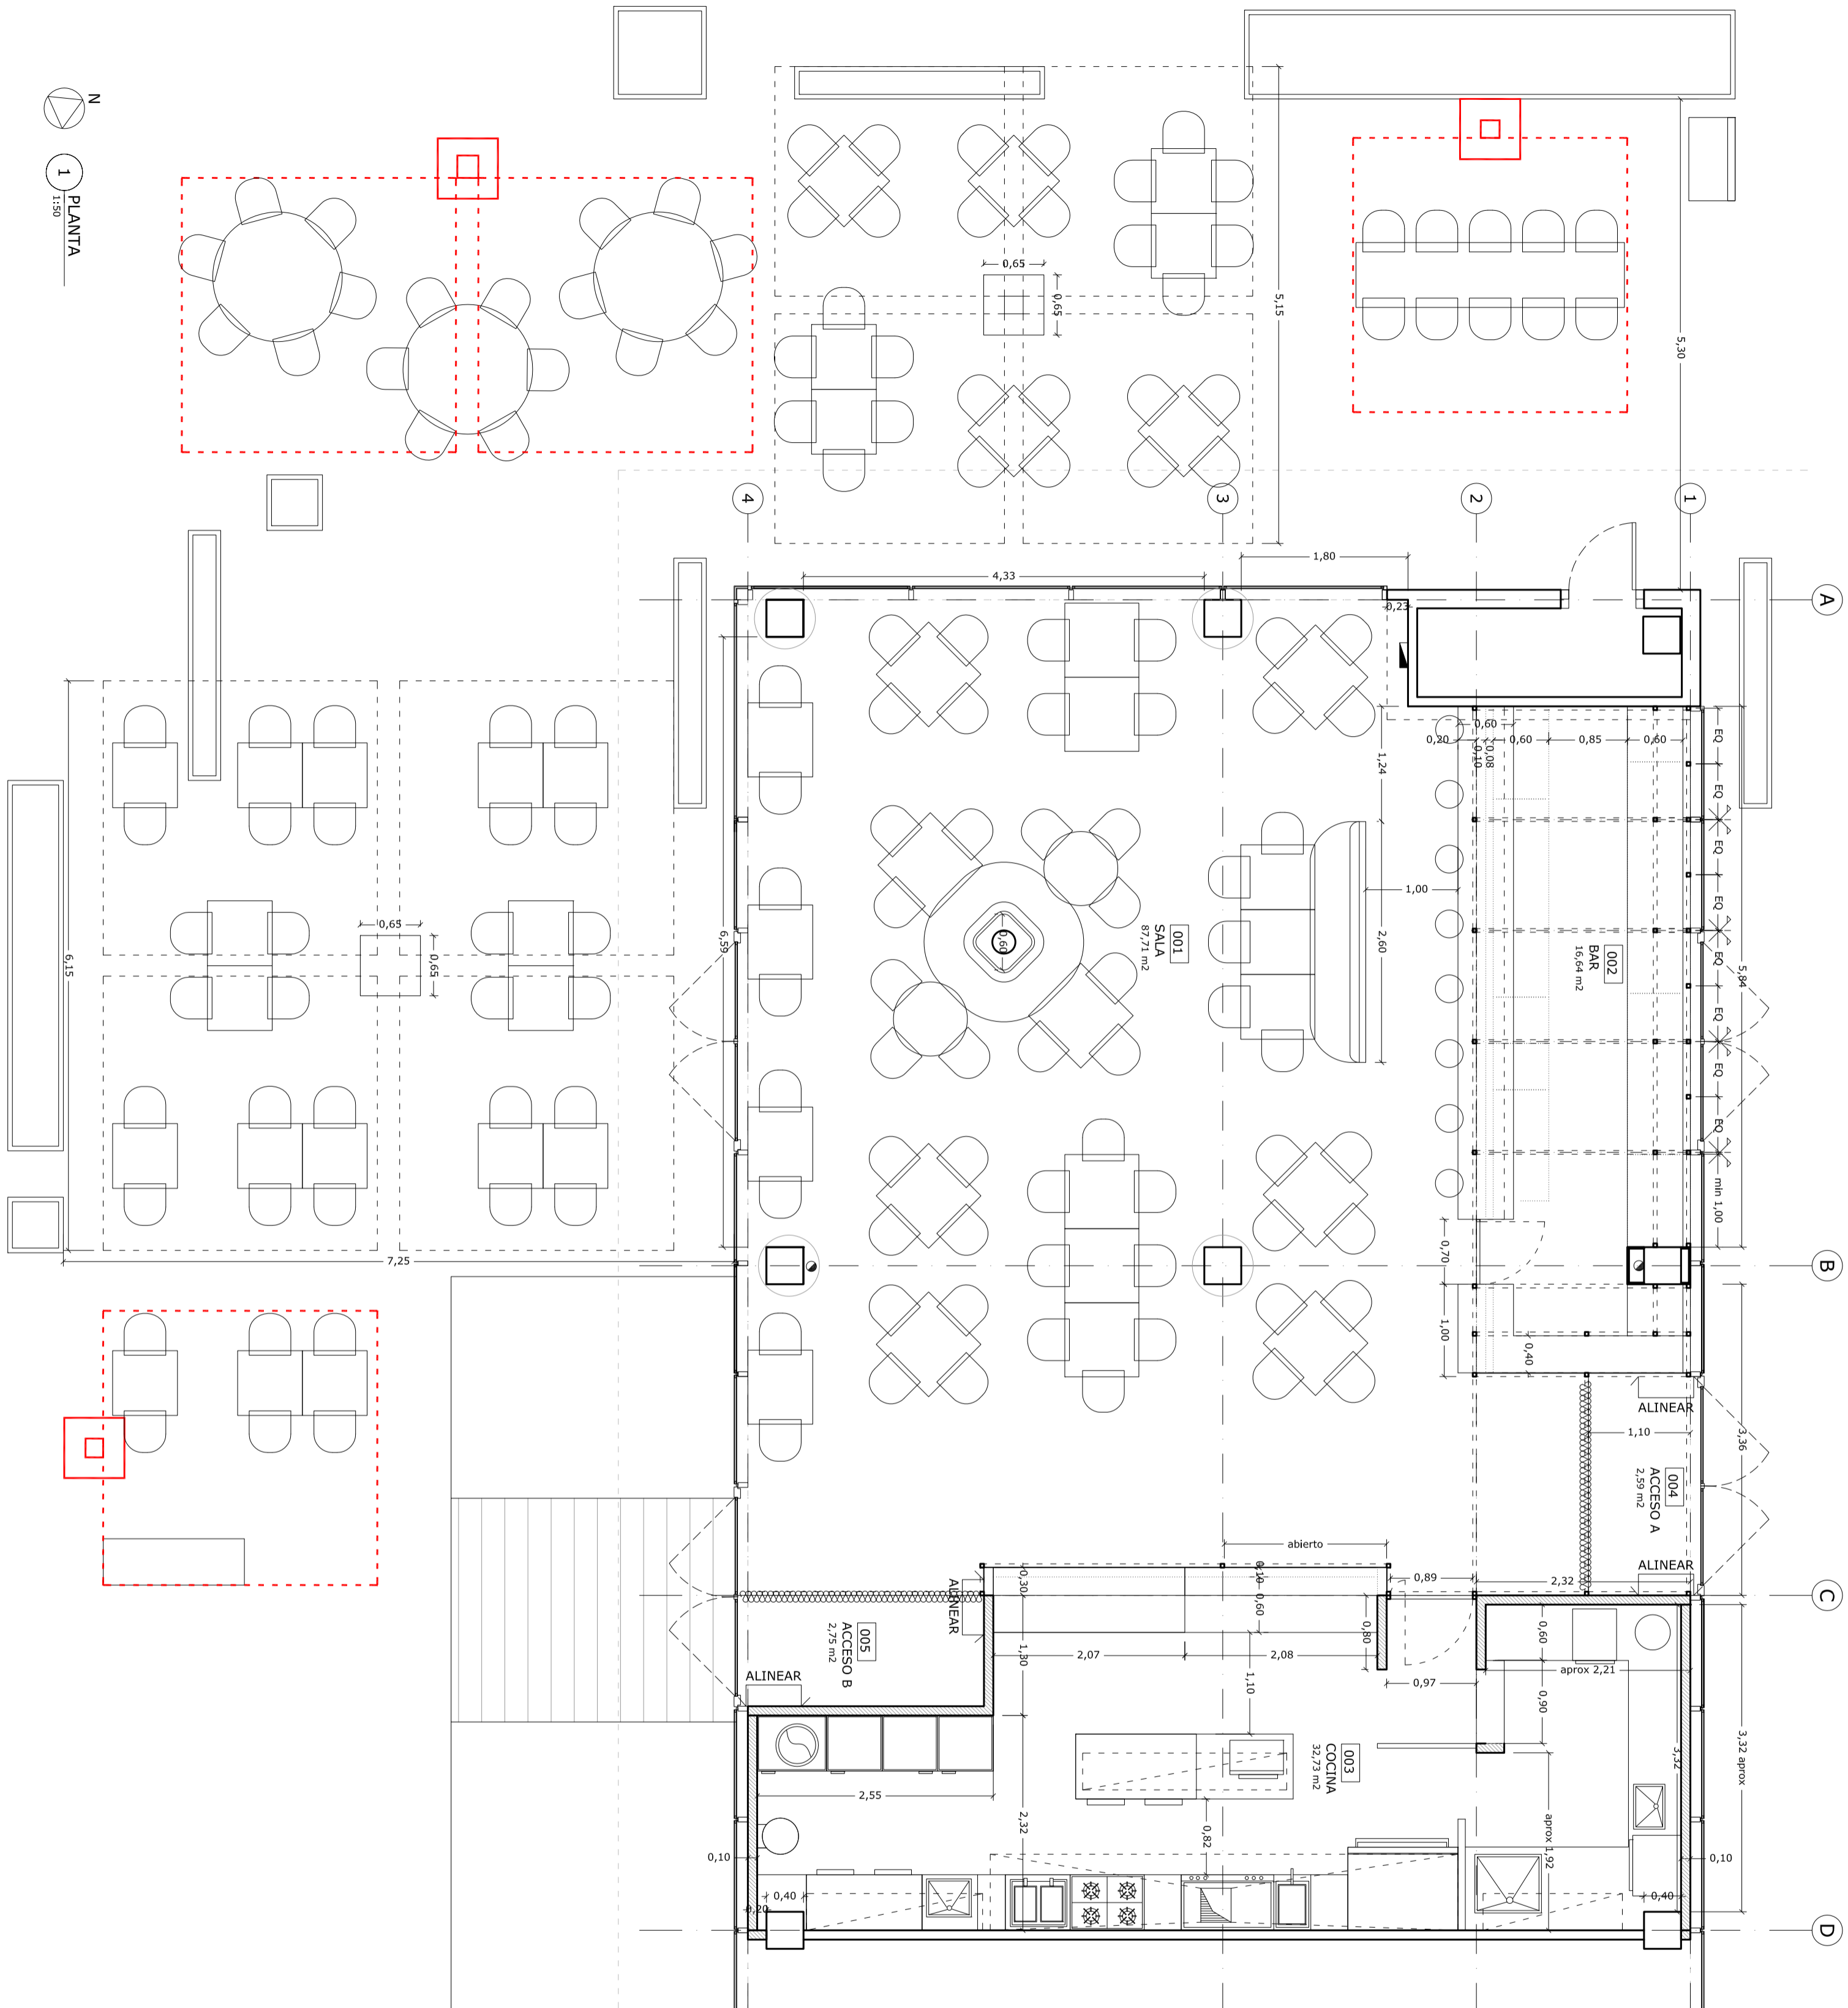 N
1
PLANTA
1:50
5,15
5,30
0,65
0,65
4
3
2
1
1,80
4,33
0,23
A
0,60
0,20
0,10
0,08
0,60
0,85
0,60
EQ
EQ
EQ
EQ
EQ
EQ
EQ
EQ
min 1,00
5,84
1,24
2,60
1,00
6,59
0,60
001
SALA
87,71 m2
002
BAR
16,64 m2
0,65
0,65
6,15
7,25
0,70
1,00
0,40
B
ALINEAR
1,10
3,36
004
ACCESO A
2,59 m2
ALINEAR
abierto
0,10
0,60
0,30
0,89
2,32
C
ALINEAR
005
ACCESO B
2,75 m2
ALINEAR
1,30
2,07
2,08
0,80
1,10
0,97
0,60
aprox 2,21
0,90
3,32
3,32 aprox
003
COCINA
32,73 m2
2,55
2,32
0,82
aprox 1,92
0,10
0,10
0,40
0,20
0,40
D